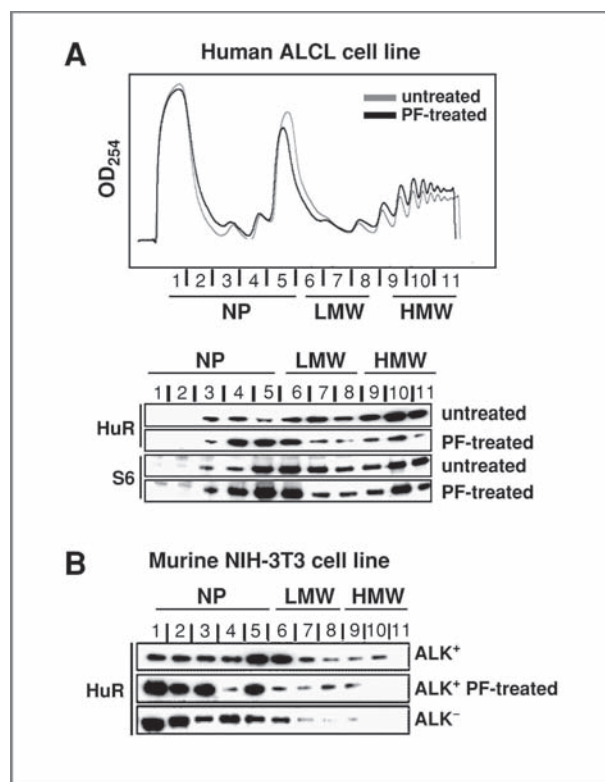 A
Human ALCL cell line
untreated
PF-treated
OD254
1 | 2 | 3 | 4 | 5 | 6 | 7 | 8 | 9 | 10 | 11
NP LMW HMW
NP LMW HMW
1 | 2 | 3 | 4 | 5 | 6 | 7 | 8 | 9 | 10 | 11
HuR
untreated
PF-treated
S6
untreated
PF-treated
B
Murine NIH-3T3 cell line
NP LMW HMW
1 | 2 | 3 | 4 | 5 | 6 | 7 | 8 | 9 | 10 | 11
HuR
ALK+
ALK+ PF-treated
ALK−